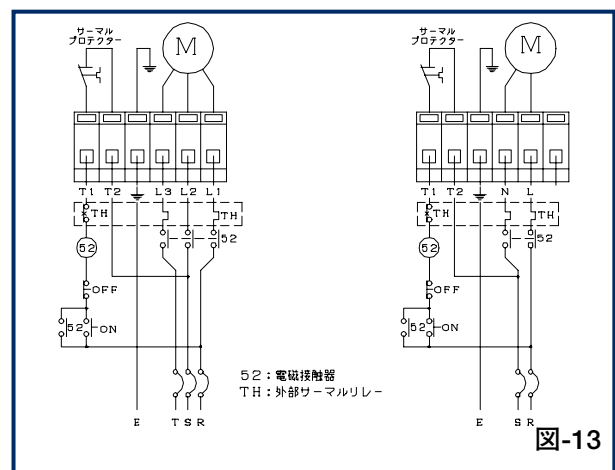 サーマル
プロテクター
M
T1 T2 L3 L2 L1
TH
TH
52
52
OFF
52
ON
E T S R
52：電磁接触器
TH：外部サーマルリレー
サーマル
プロテクター
M
T1 T2 N L
TH
TH
52
52
OFF
52
ON
E S R
図-13